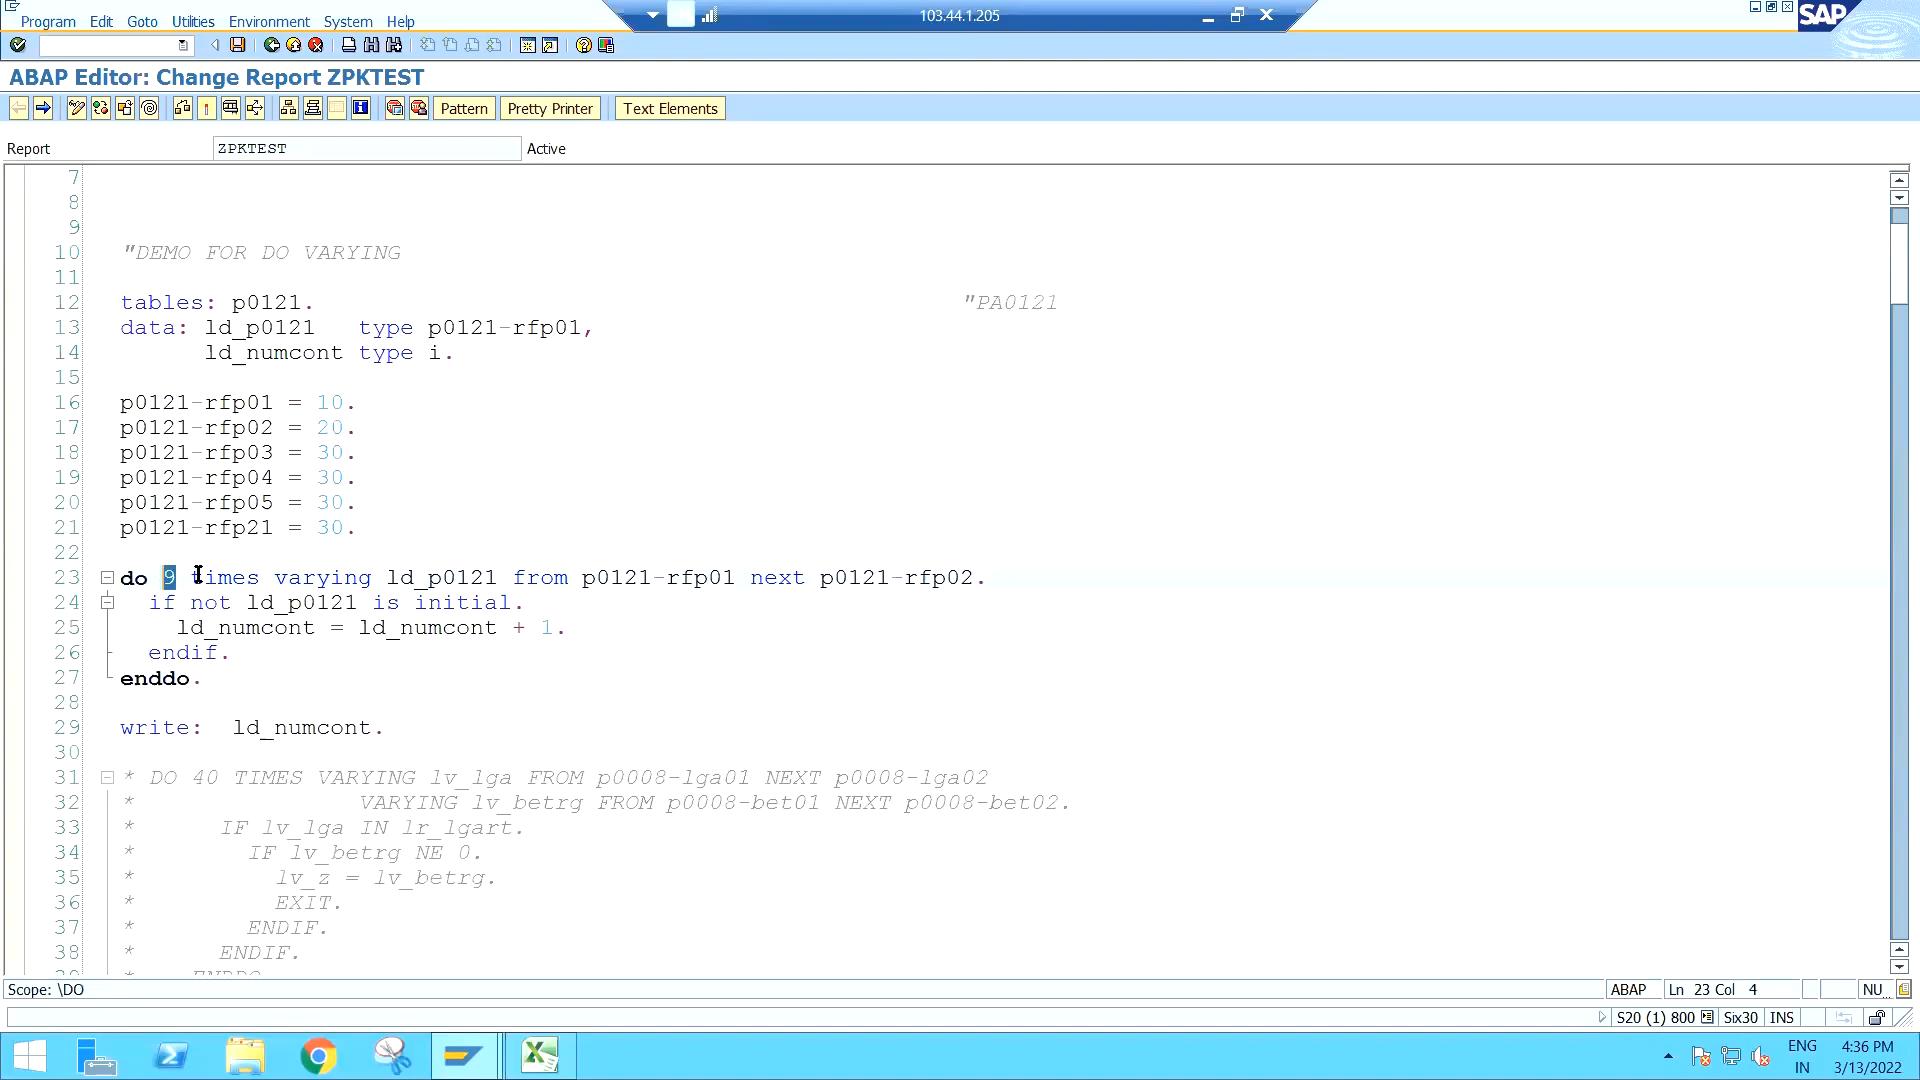 Program Edit Goto Utilities Environment System Help
103.44.1.205
SAP
ABAP Editor: Change Report ZPKTEST
Pattern Pretty Printer Text Elements
Report ZPKTEST Active
7
8
9
10 "DEMO FOR DO VARYING
11
12 tables: p0121. "PA0121
13 data: ld_p0121 type p0121-rfp01,
14 ld_numcont type i.
15
16 p0121-rfp01 = 10.
17 p0121-rfp02 = 20.
18 p0121-rfp03 = 30.
19 p0121-rfp04 = 30.
20 p0121-rfp05 = 30.
21 p0121-rfp21 = 30.
22
23 do 9 times varying ld_p0121 from p0121-rfp01 next p0121-rfp02.
24 if not ld_p0121 is initial.
25 ld_numcont = ld_numcont + 1.
26 endif.
27 enddo.
28
29 write: ld_numcont.
30
31 * DO 40 TIMES VARYING lv_lga FROM p0008-lga01 NEXT p0008-lga02
32 * VARYING lv_betrg FROM p0008-bet01 NEXT p0008-bet02.
33 * IF lv_lga IN lr_lgart.
34 * IF lv_betrg NE 0.
35 * lv_z = lv_betrg.
36 * EXIT.
37 * ENDIF.
38 * ENDIF.
Scope: \DO ABAP Ln 23 Col 4 NU..
S20 (1) 800 Six30 INS
ENG 4:36 PM
IN 3/13/2022